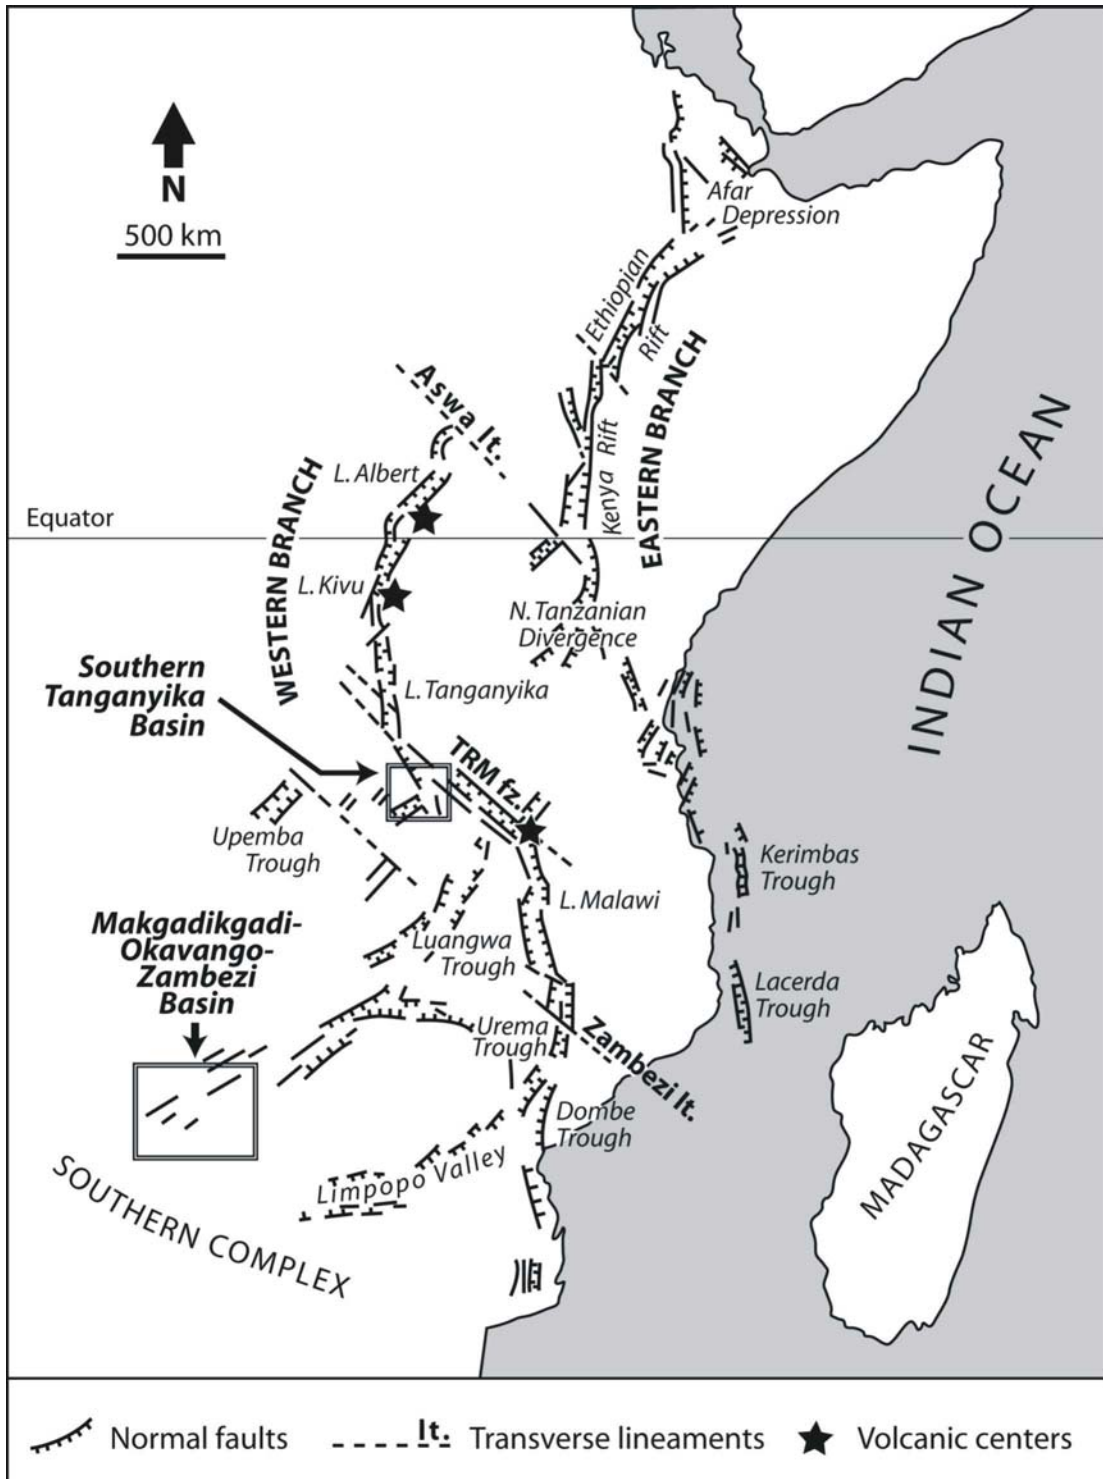 N
500 km
Afar
Depression
Ethiopian
Rift
EASTERN BRANCH
Kenya Rift
Aswa lt.
L. Albert
Equator
WESTERN BRANCH
L. Kivu
N. Tanzanian
Divergence
INDIAN OCEAN
Southern
Tanganyika
Basin
L. Tanganyika
TRM fz.
Upemba
Trough
Kerimbas
Trough
L. Malawi
Makgadikgadi-
Okavango-
Zambezi
Basin
Luangwa
Trough
Lacerda
Trough
Urema
Trough
Zambezi lt.
Dombe
Trough
MADAGASCAR
Limpopo Valley
SOUTHERN COMPLEX
Normal faults
lt.
Transverse lineaments
Volcanic centers